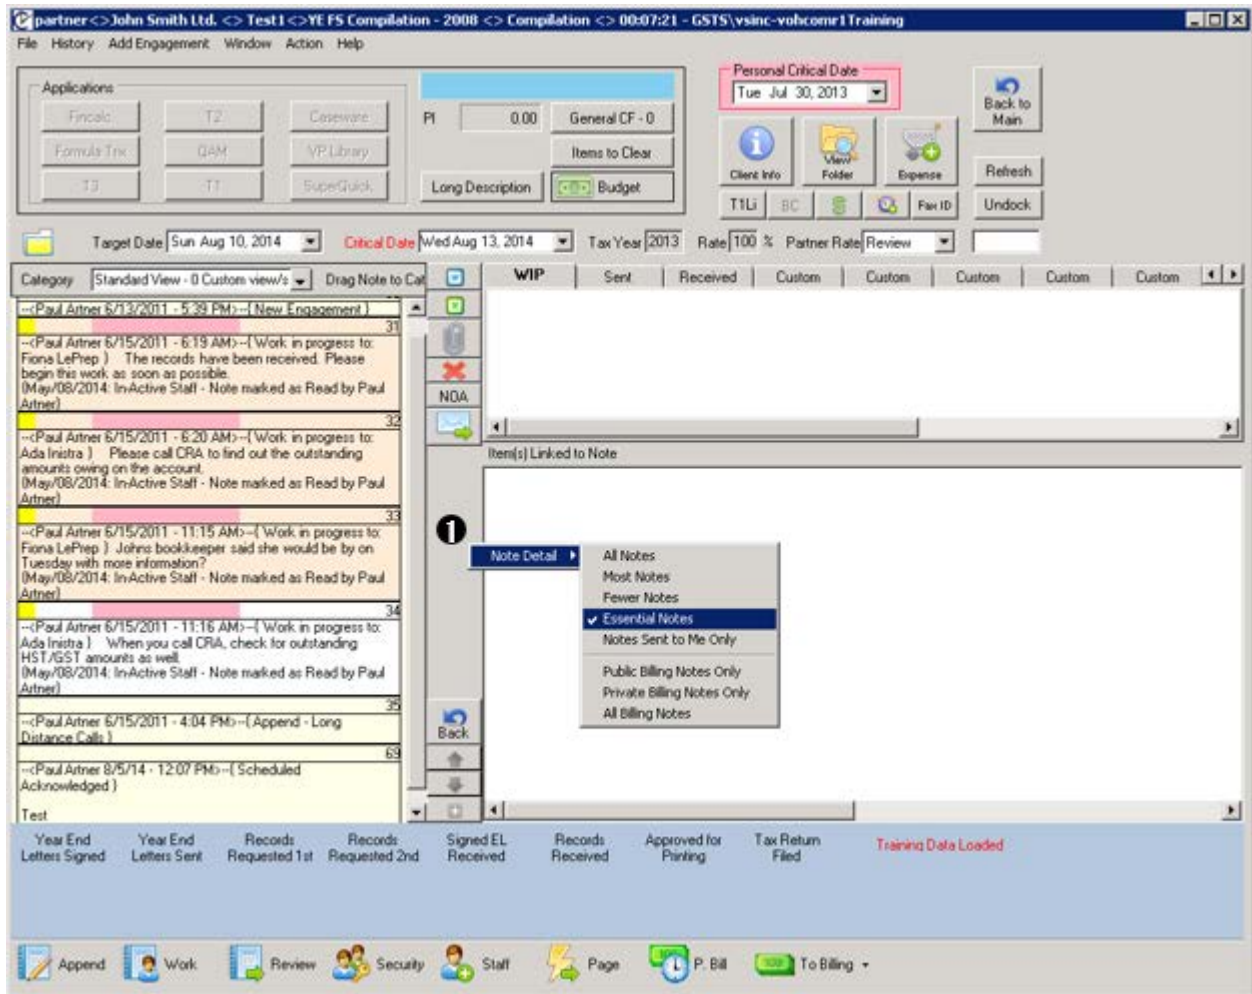 partner<>John Smith Ltd. <> Test1<>YE FS Compilation - 2008 <> Compilation <> 00:07:21 - GSTS\vsinc-vohcomr1Training
File History Add Engagement Window Action Help
Applications
Fincalc T2 Caseware
Formula Trix QAM VP Library
T3 T1 SuperQuick
PI 0.00 General CF - 0
Items to Clear
Long Description Budget
Personal Critical Date
Tue Jul 30, 2013
Back to Main
Client Info View Folder Expense
Refresh
T1Li BC Fax ID
Undock
Target Date Sun Aug 10, 2014 Critical Date Wed Aug 13, 2014 Tax Year 2013 Rate 100 % Partner Rate Review
Category Standard View - 0 Custom view/s Drag Note to Cat
WIP Sent Received Custom Custom Custom Custom Custom
--<Paul Artner 6/13/2011 - 5:39 PM>--{ New Engagement }
31
--<Paul Artner 6/15/2011 - 6:19 AM>--{ Work in progress to:
Fiona LePrep } The records have been received. Please
begin this work as soon as possible.
(May/08/2014: In-Active Staff - Note marked as Read by Paul
Artner)
32
--<Paul Artner 6/15/2011 - 6:20 AM>--{ Work in progress to:
Ada Inistra } Please call CRA to find out the outstanding
amounts owing on the account.
(May/08/2014: In-Active Staff - Note marked as Read by Paul
Artner)
33
--<Paul Artner 6/15/2011 - 11:15 AM>--{ Work in progress to:
Fiona LePrep } Johns bookkeeper said she would be by on
Tuesday with more information?
(May/08/2014: In-Active Staff - Note marked as Read by Paul
Artner)
34
--<Paul Artner 6/15/2011 - 11:16 AM>--{ Work in progress to:
Ada Inistra } When you call CRA, check for outstanding
HST/GST amounts as well.
(May/08/2014: In-Active Staff - Note marked as Read by Paul
Artner)
35
--<Paul Artner 6/15/2011 - 4:04 PM>--{ Append - Long
Distance Calls }
69
--<Paul Artner 8/5/14 - 12:07 PM>--{ Scheduled
Acknowledged }
Test
NOA
Back
Item(s) Linked to Note
1
Note Detail
All Notes
Most Notes
Fewer Notes
Essential Notes
Notes Sent to Me Only
Public Billing Notes Only
Private Billing Notes Only
All Billing Notes
Year End Letters Signed
Year End Letters Sent
Records Requested 1st
Records Requested 2nd
Signed EL Received
Records Received
Approved for Printing
Tax Return Filed
Training Data Loaded
Append Work Review Security Staff Page P. Bill To Billing